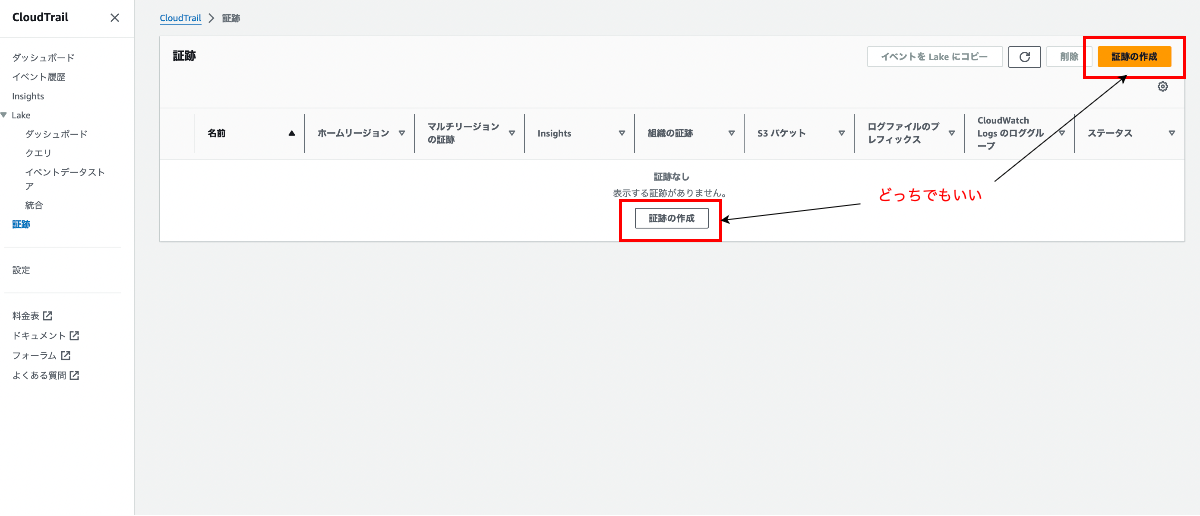 CloudTrail
ダッシュボード
イベント履歴
Insights
Lake
ダッシュボード
クエリ
イベントデータスト
ア
統合
証跡
設定
料金表
ドキュメント
フォーラム
よくある質問
CloudTrail
証跡
証跡
イベントを Lake にコピー
削除
証跡の作成
名前
ホームリージョン
マルチリージョン
の証跡
Insights
組織の証跡
S3 バケット
ログファイルのプ
レフィックス
CloudWatch
Logs のロググル
ープ
ステータス
証跡なし
表示する証跡がありません。
証跡の作成
どっちでもいい